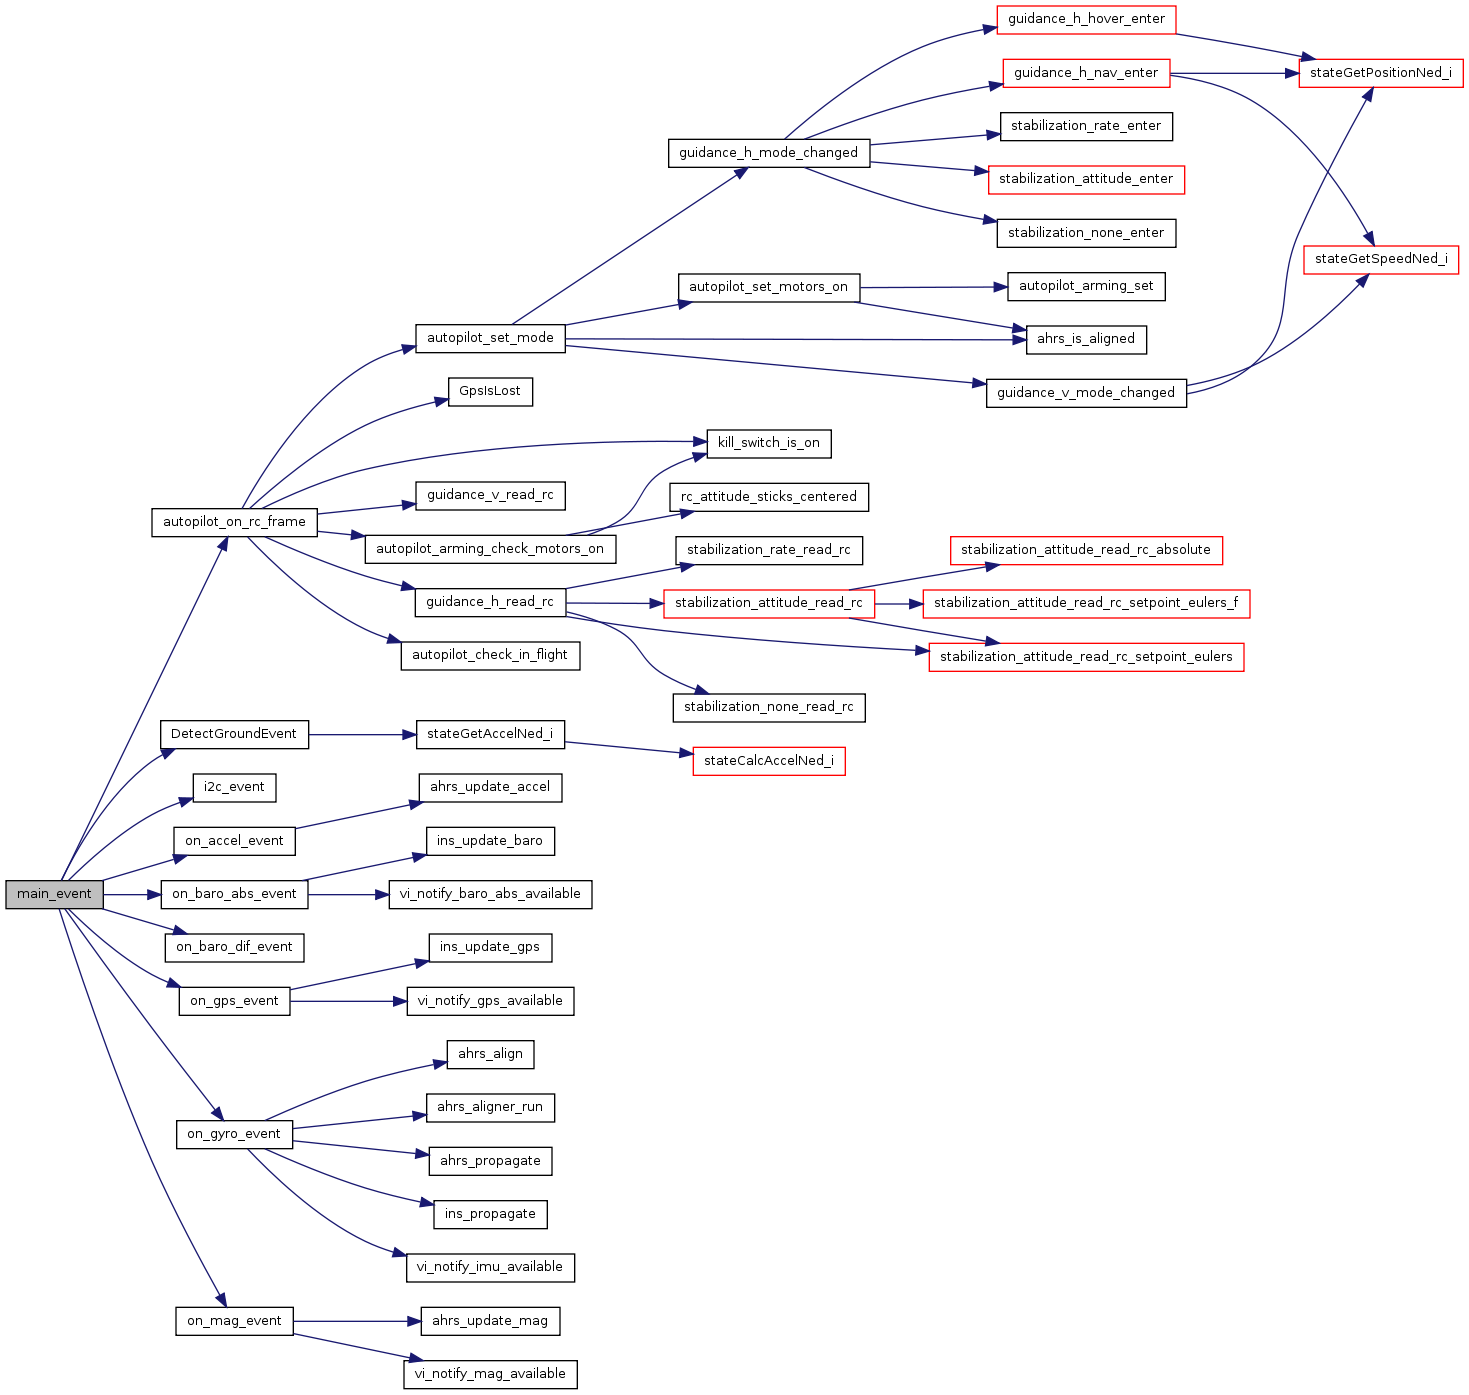 guidance_h_hover_enter
guidance_h_nav_enter
stateGetPositionNed_i
stabilization_rate_enter
guidance_h_mode_changed
stabilization_attitude_enter
stabilization_none_enter
stateGetSpeedNed_i
autopilot_set_motors_on
autopilot_arming_set
autopilot_set_mode
ahrs_is_aligned
GpsIsLost
guidance_v_mode_changed
kill_switch_is_on
guidance_v_read_rc
rc_attitude_sticks_centered
autopilot_on_rc_frame
autopilot_arming_check_motors_on
stabilization_rate_read_rc
stabilization_attitude_read_rc_absolute
guidance_h_read_rc
stabilization_attitude_read_rc
stabilization_attitude_read_rc_setpoint_eulers_f
autopilot_check_in_flight
stabilization_attitude_read_rc_setpoint_eulers
stabilization_none_read_rc
DetectGroundEvent
stateGetAccelNed_i
stateCalcAccelNed_i
i2c_event
ahrs_update_accel
on_accel_event
ins_update_baro
main_event
on_baro_abs_event
vi_notify_baro_abs_available
on_baro_dif_event
ins_update_gps
on_gps_event
vi_notify_gps_available
ahrs_align
ahrs_aligner_run
on_gyro_event
ahrs_propagate
ins_propagate
vi_notify_imu_available
on_mag_event
ahrs_update_mag
vi_notify_mag_available